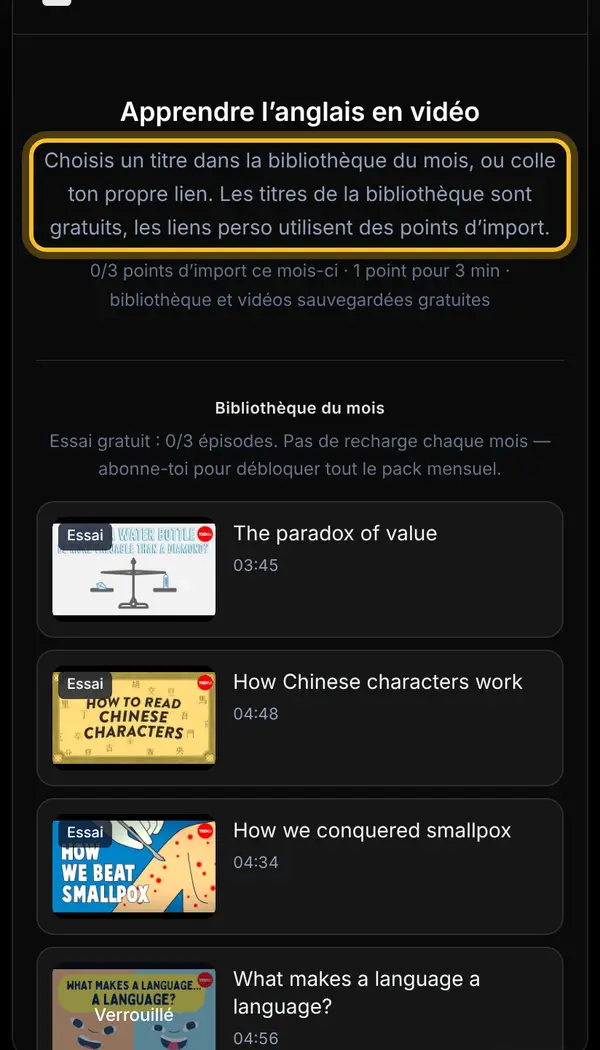 Apprendre l’anglais en vidéo
Choisis un titre dans la bibliothèque du mois, ou colle
ton propre lien. Les titres de la bibliothèque sont
gratuits, les liens perso utilisent des points d’import.
0/3 points d’import ce mois-ci · 1 point pour 3 min ·
bibliothèque et vidéos sauvegardées gratuites
Bibliothèque du mois
Essai gratuit : 0/3 épisodes. Pas de recharge chaque mois —
abonne-toi pour débloquer tout le pack mensuel.
Essai
WATER BOTTLE
VALUABLE THAN A DIAMOND?
The paradox of value
03:45
Essai
HOW TO READ
CHINESE
CHARACTERS
How Chinese characters work
04:48
Essai
HOW
WE BEAT
SMALLPOX
How we conquered smallpox
04:34
WHAT MAKES A LANGUAGE...
A LANGUAGE?
Verrouillé
What makes a language a
language?
04:56